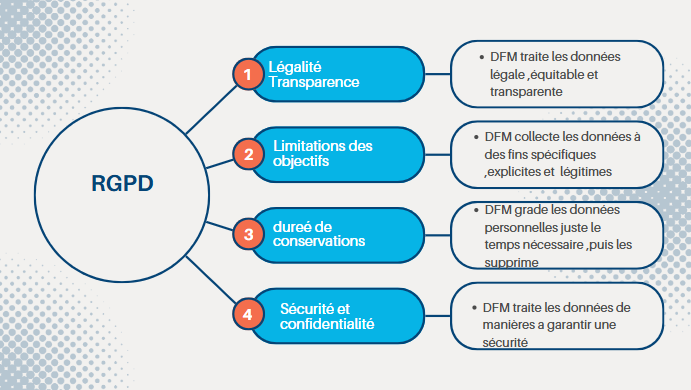 RGPD
1
Légalité
Transparence
• DFM traite les données
légale ,équitable et
transparente
2
Limitations des
objectifs
• DFM collecte les données à
des fins spécifiques
,explicites et légitimes
3
dureé de
conservations
• DFM grade les données
personnelles juste le
temps nécessaire ,puis les
supprime
4
Sécurité et
confidentialité
• DFM traite les données de
manières a garantir une
sécurité